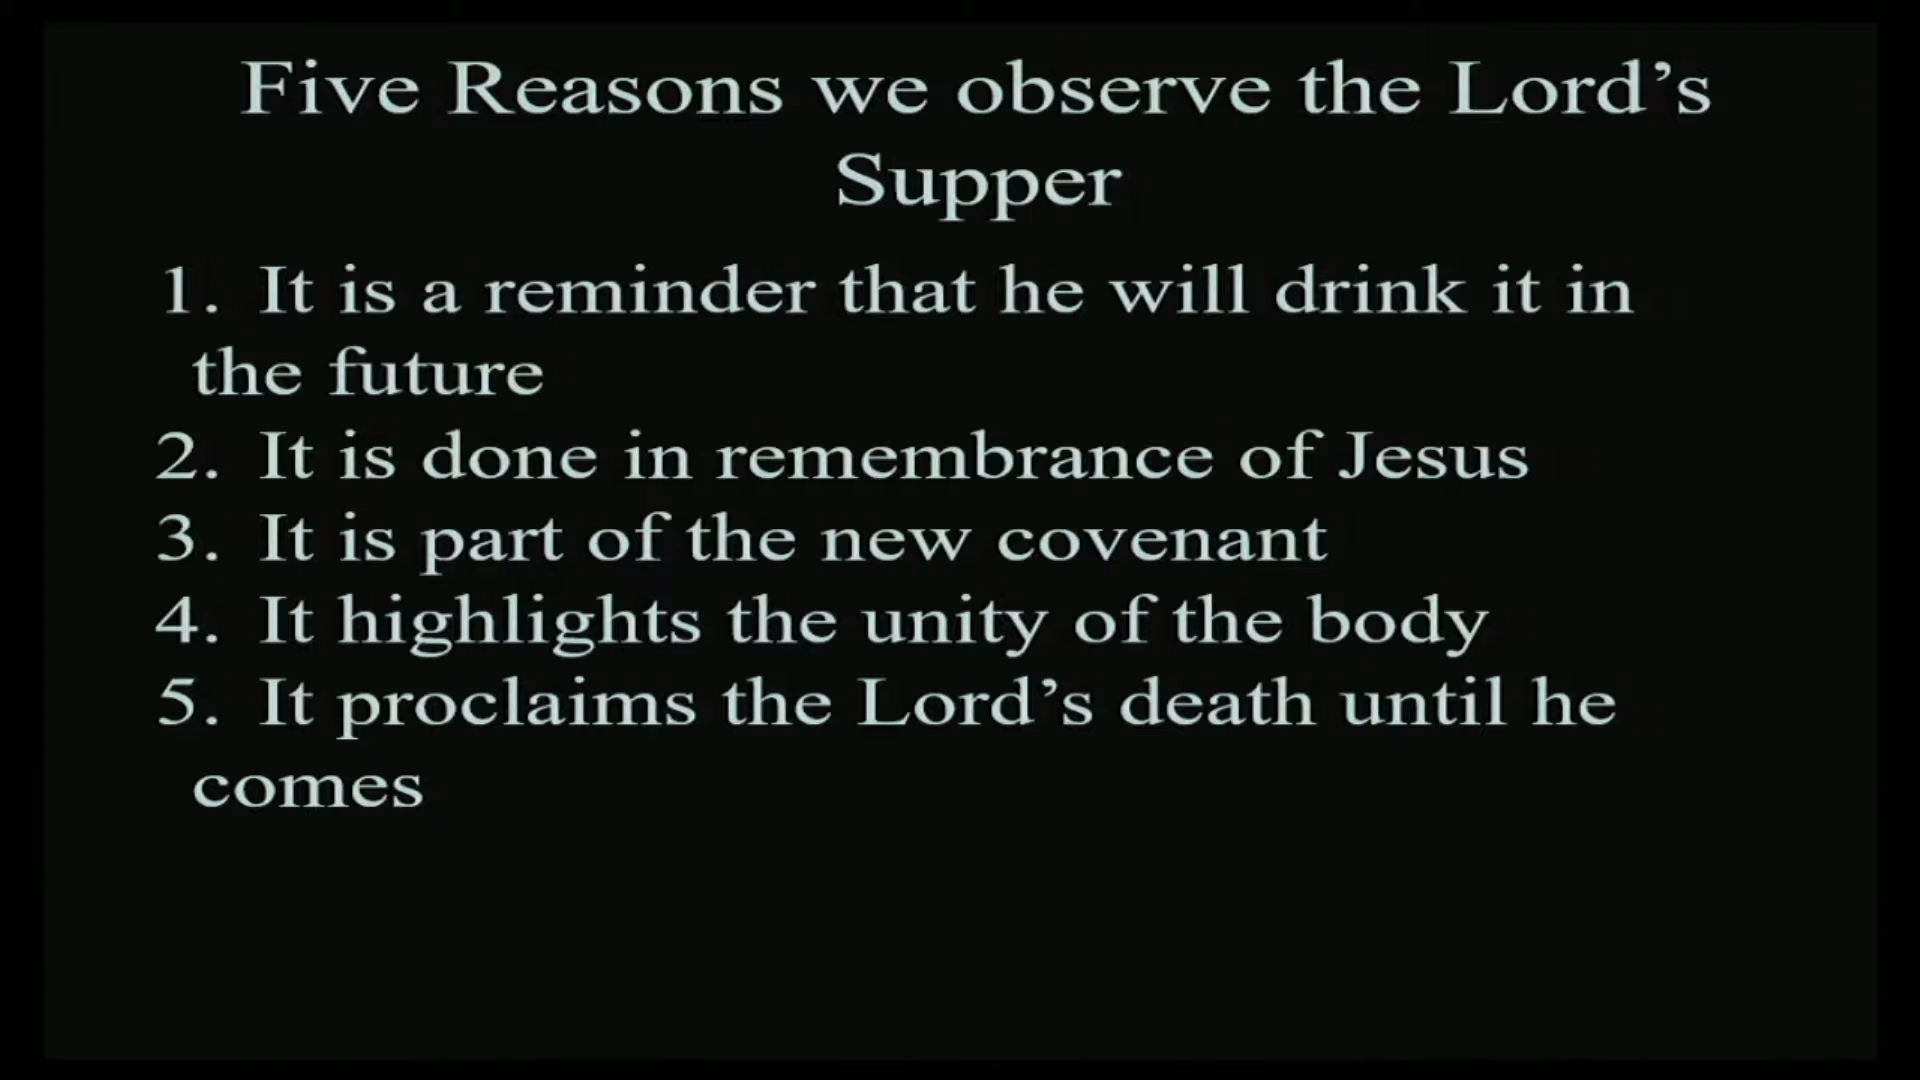 Five Reasons we observe the Lord’s
Supper
1. It is a reminder that he will drink it in
the future
2. It is done in remembrance of Jesus
3. It is part of the new covenant
4. It highlights the unity of the body
5. It proclaims the Lord’s death until he
comes